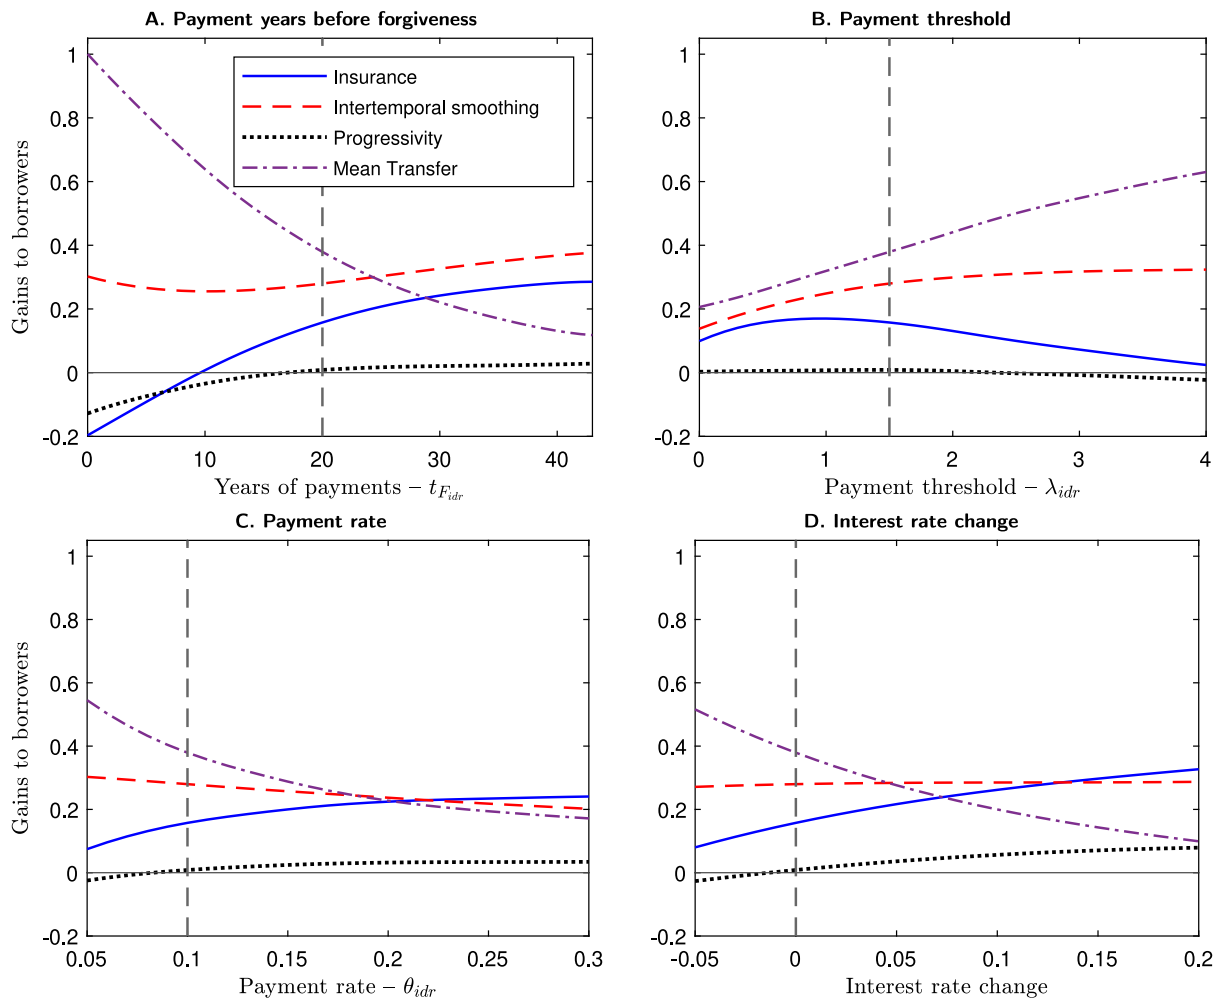 A. Payment years before forgiveness
1
0.8
0.6
0.4
0.2
0
-0.2
Gains to borrowers
Insurance
Intertemporal smoothing
Progressivity
Mean Transfer
0 10 20 30 40
Years of payments – t_{F_{idr}}
B. Payment threshold
1
0.8
0.6
0.4
0.2
0
-0.2
0 1 2 3 4
Payment threshold – λ_{idr}
C. Payment rate
1
0.8
0.6
0.4
0.2
0
-0.2
Gains to borrowers
0.05 0.1 0.15 0.2 0.25 0.3
Payment rate – θ_{idr}
D. Interest rate change
1
0.8
0.6
0.4
0.2
0
-0.2
-0.05 0 0.05 0.1 0.15 0.2
Interest rate change